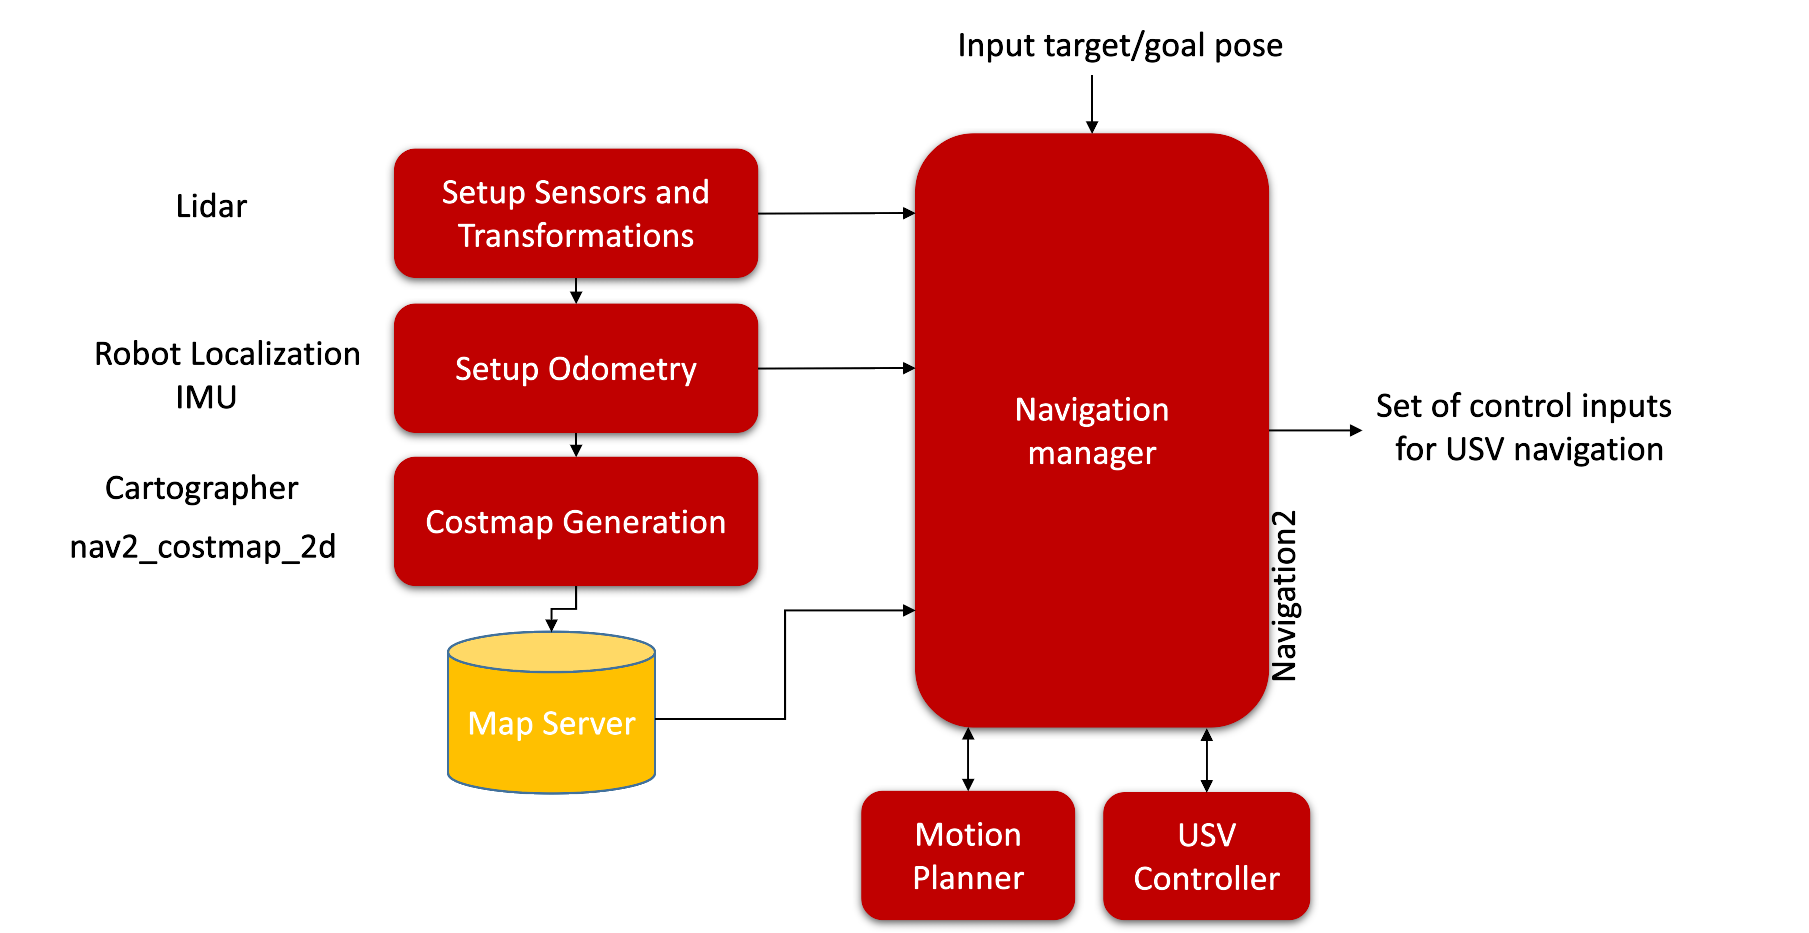 Input target/goal pose
Lidar
Setup Sensors and
Transformations
Robot Localization
IMU
Setup Odometry
Navigation
manager
Set of control inputs
for USV navigation
Cartographer
nav2_costmap_2d
Costmap Generation
Navigation2
Map Server
Motion
Planner
USV
Controller